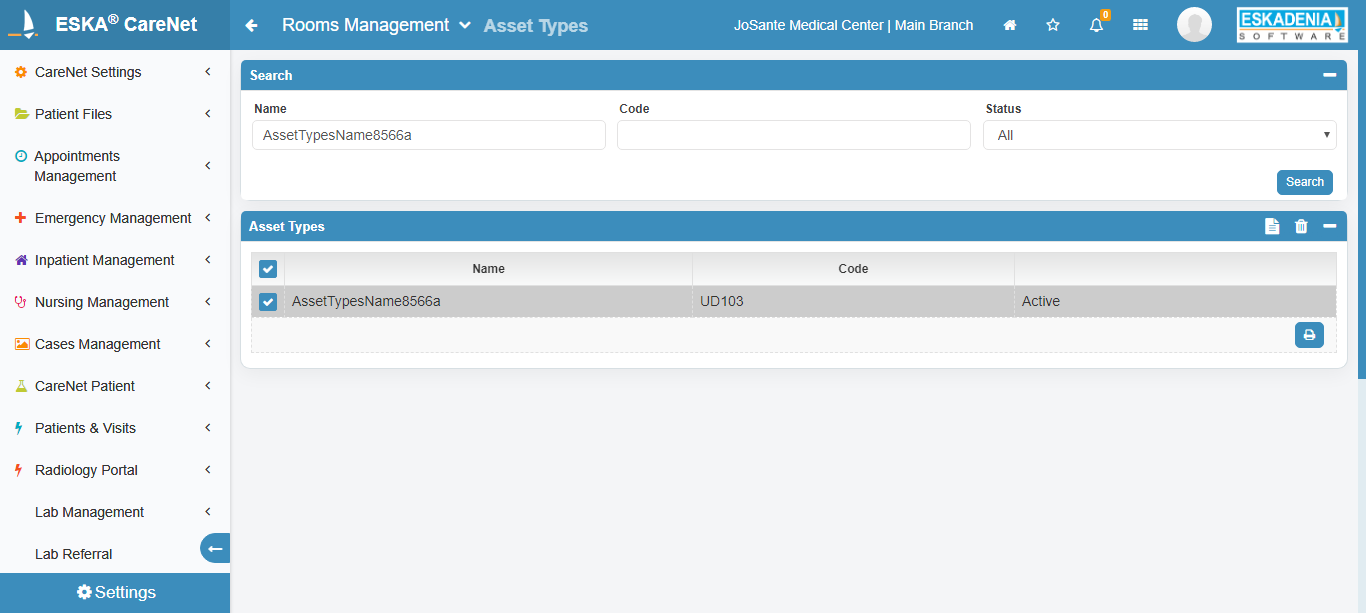 ESKA® CareNet
Rooms Management Asset Types
JoSante Medical Center | Main Branch
0
ESKADENIA
SOFTWARE
CareNet Settings
Patient Files
Appointments
Management
Emergency Management
Inpatient Management
Nursing Management
Cases Management
CareNet Patient
Patients & Visits
Radiology Portal
Lab Management
Lab Referral
Settings
Search
Name Code Status
AssetTypesName8566a All
Search
Asset Types
Name Code
AssetTypesName8566a UD103 Active